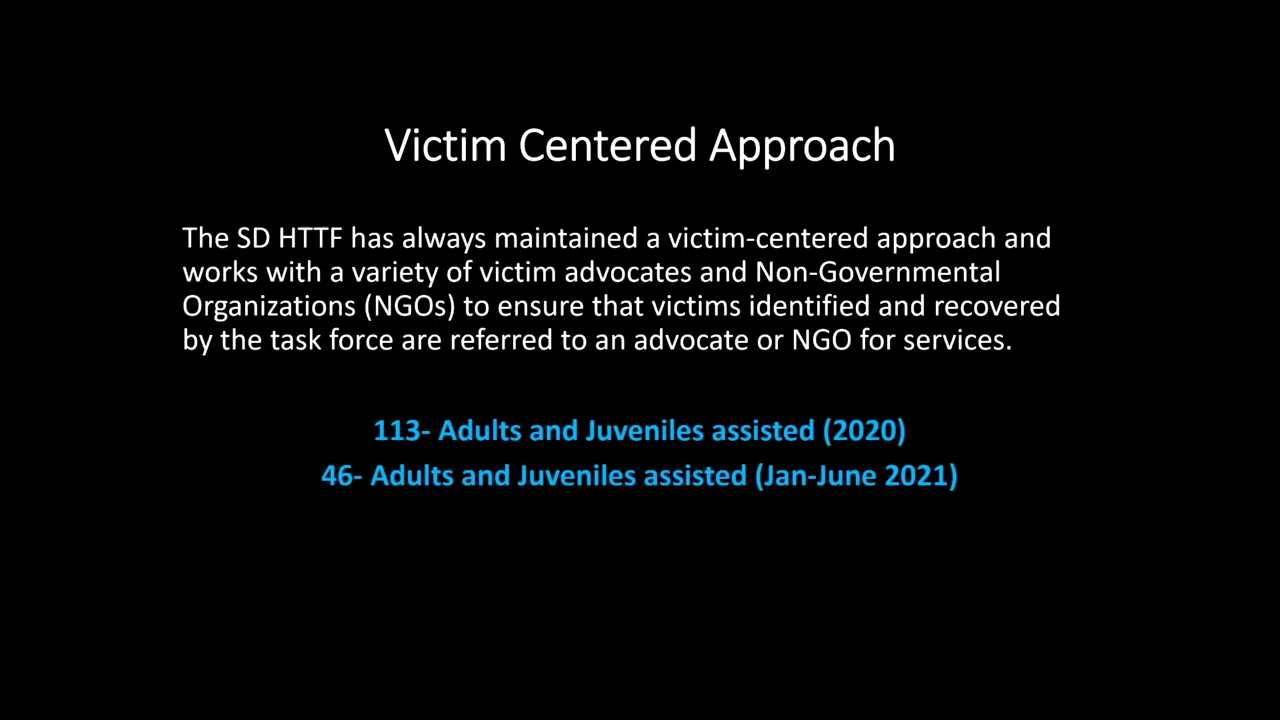 Victim Centered Approach
The SD HTTF has always maintained a victim-centered approach and
works with a variety of victim advocates and Non-Governmental
Organizations (NGOs) to ensure that victims identified and recovered
by the task force are referred to an advocate or NGO for services.
113- Adults and Juveniles assisted (2020)
46- Adults and Juveniles assisted (Jan-June 2021)